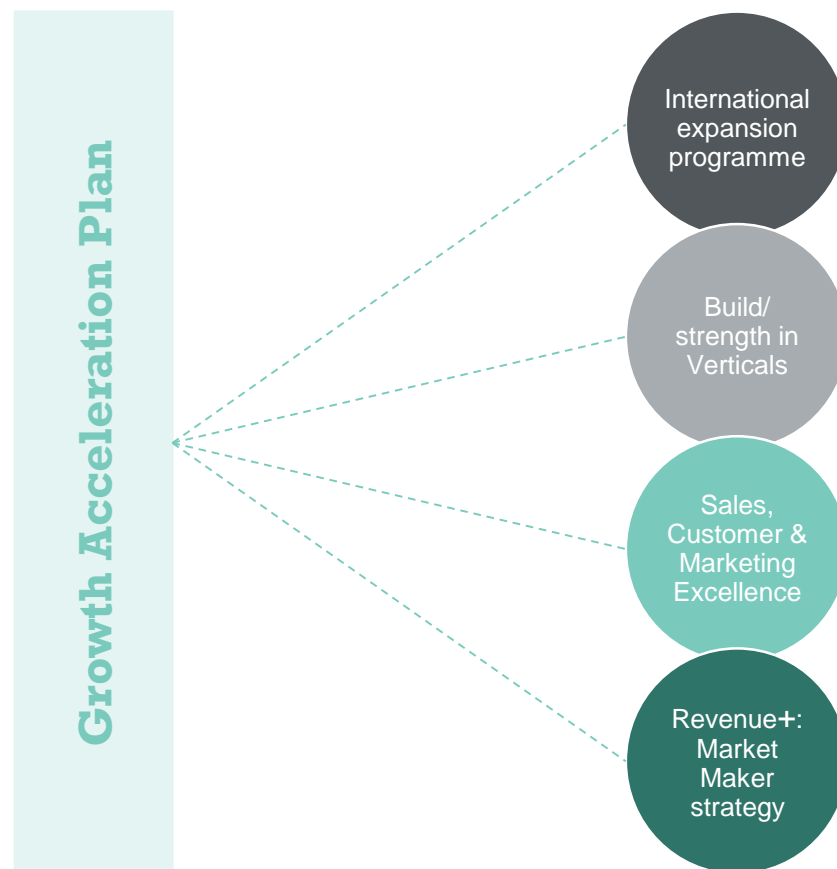 Growth Acceleration Plan
International
expansion
programme
Build/
strength in
Verticals
Sales,
Customer &
Marketing
Excellence
Revenue+:
Market
Maker
strategy